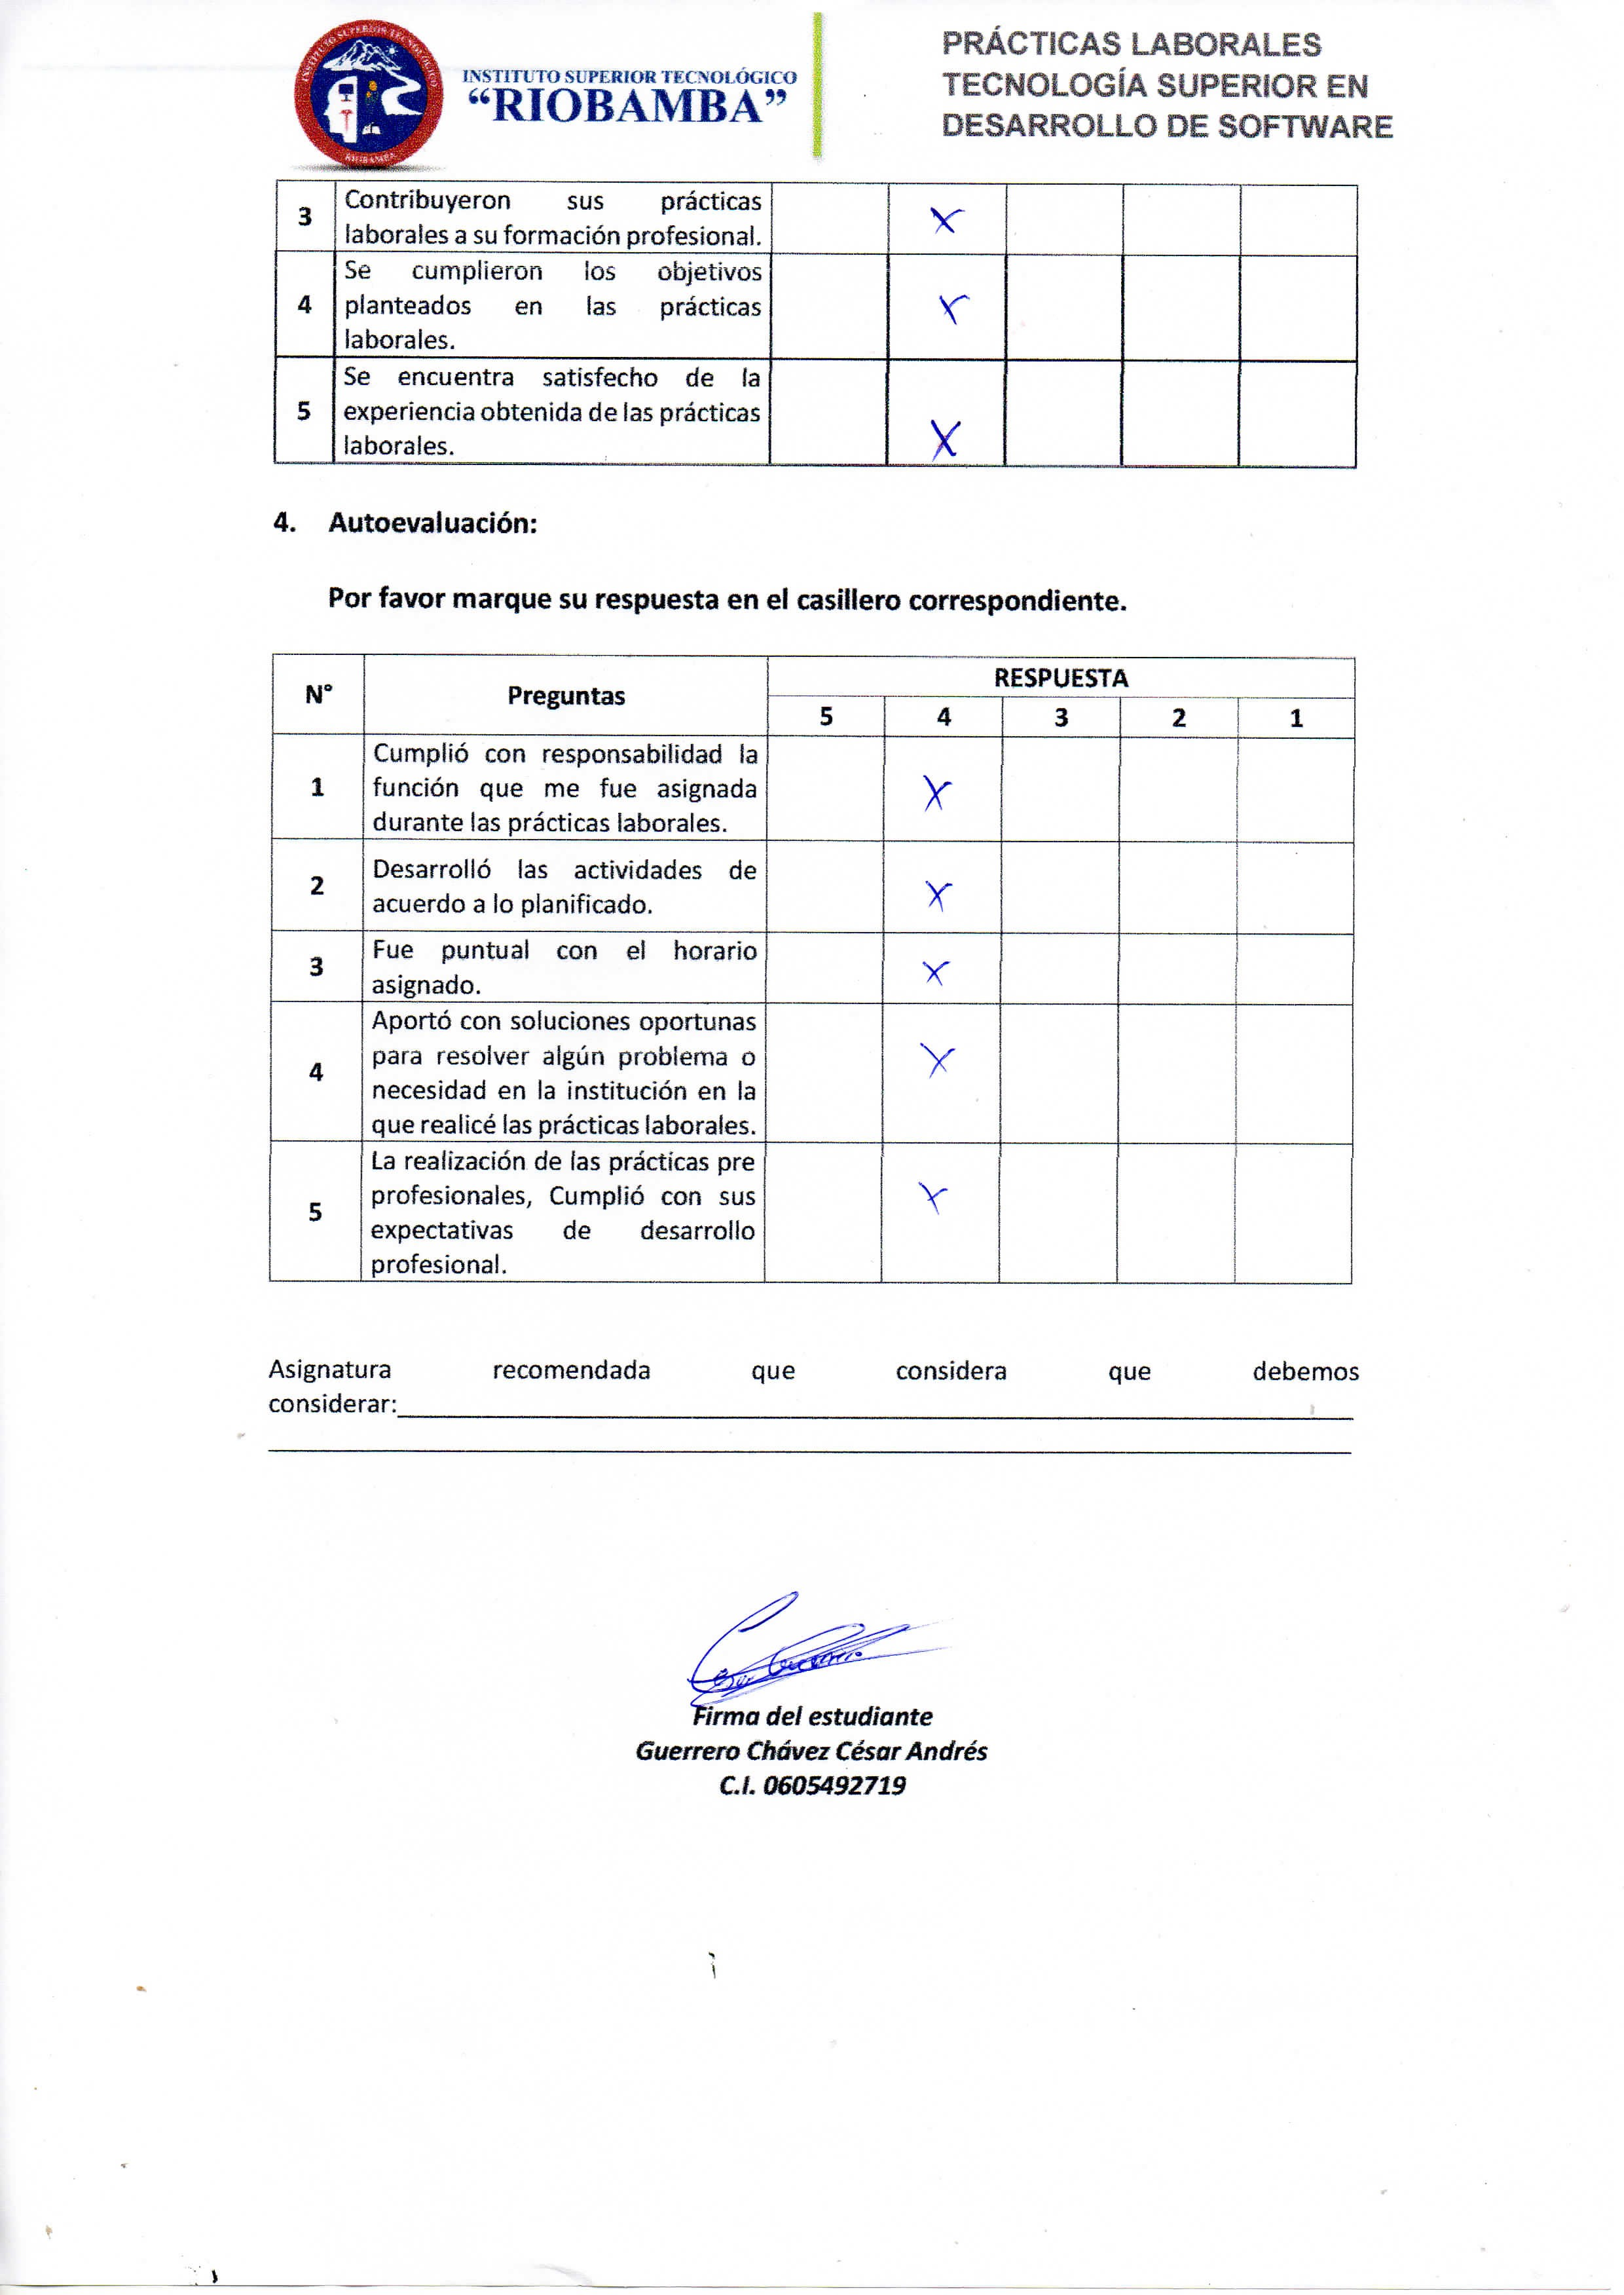 INSTITUTO SUPERIOR TECNOLÓGICO
RIOBAMBA
INSTITUTO SUPERIOR TECNOLÓGICO
“RIOBAMBA”
PRÁCTICAS LABORALES
TECNOLOGÍA SUPERIOR EN
DESARROLLO DE SOFTWARE
3 Contribuyeron sus prácticas
laborales a su formación profesional. X
4 Se cumplieron los objetivos
planteados en las prácticas
laborales. X
5 Se encuentra satisfecho de la
experiencia obtenida de las prácticas
laborales. X
4. Autoevaluación:
Por favor marque su respuesta en el casillero correspondiente.
N° Preguntas RESPUESTA
5 4 3 2 1
1 Cumplió con responsabilidad la
función que me fue asignada
durante las prácticas laborales. X
2 Desarrolló las actividades de
acuerdo a lo planificado. X
3 Fue puntual con el horario
asignado. X
4 Aportó con soluciones oportunas
para resolver algún problema o
necesidad en la institución en la
que realicé las prácticas laborales. X
5 La realización de las prácticas pre
profesionales, Cumplió con sus
expectativas de desarrollo
profesional. X
Asignatura recomendada que considera que debemos
considerar:
Firma del estudiante
Guerrero Chávez César Andrés
C.I. 0605492719